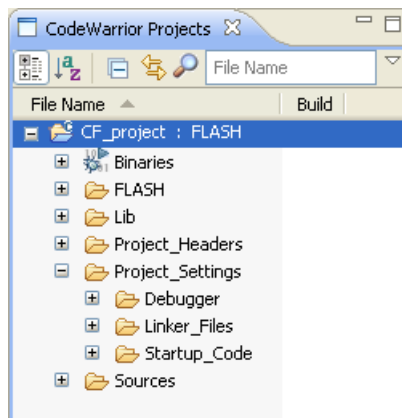 CodeWarrior Projects
File Name
File Name Build
CF_project : FLASH
Binaries
FLASH
Lib
Project_Headers
Project_Settings
Debugger
Linker_Files
Startup_Code
Sources